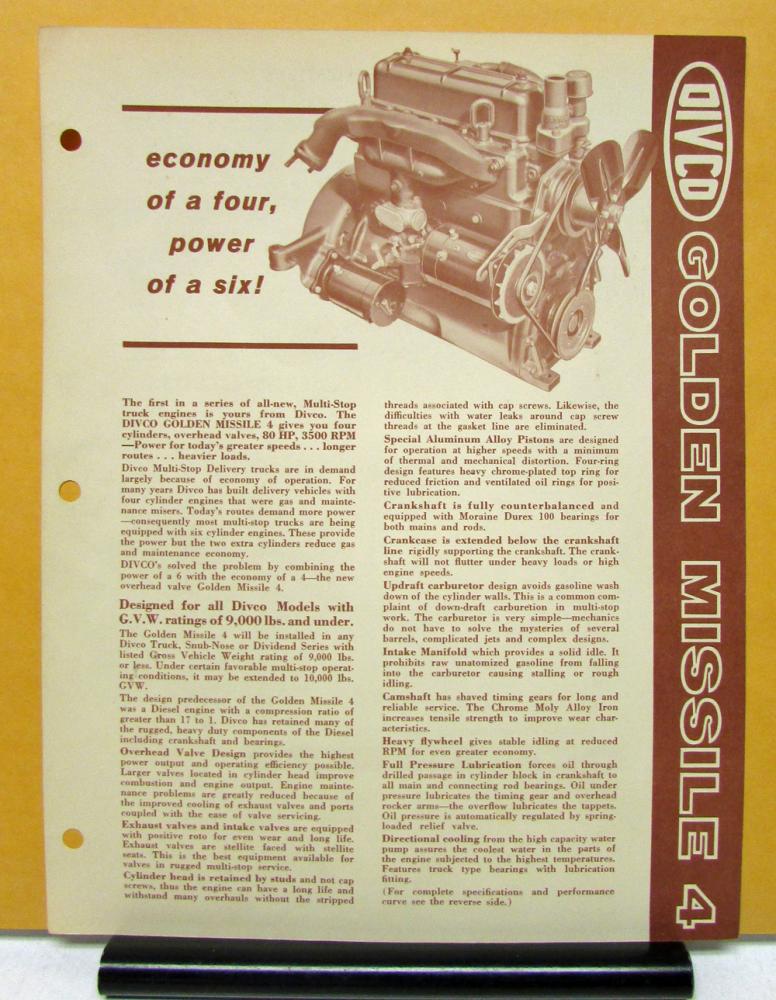 economy
of a four,
power
of a six!
DIVCO GOLDEN MISSILE 4
The first in a series of all-new, Multi-Stop
truck engines is yours from Divco. The
DIVCO GOLDEN MISSILE 4 gives you four
cylinders, overhead valves, 80 HP, 3500 RPM
—Power for today's greater speeds . . . longer
routes . . . heavier loads.
Divco Multi-Stop Delivery trucks are in demand
largely because of economy of operation. For
many years Divco has built delivery vehicles with
four cylinder engines that were gas and mainte-
nance misers. Today's routes demand more power
—consequently most multi-stop trucks are being
equipped with six cylinder engines. These provide
the power but the two extra cylinders reduce gas
and maintenance economy.
DIVCO's solved the problem by combining the
power of a 6 with the economy of a 4—the new
overhead valve Golden Missile 4.
Designed for all Divco Models with
G.V.W. ratings of 9,000 lbs. and under.
The Golden Missile 4 will be installed in any
Divco Truck, Snub-Nose or Dividend Series with
listed Gross Vehicle Weight rating of 9,000 lbs.
or less. Under certain favorable multi-stop operat-
ing conditions, it may be extended to 10,000 lbs.
GVW.
The design predecessor of the Golden Missile 4
was a Diesel engine with a compression ratio of
greater than 17 to 1. Divco has retained many of
the rugged, heavy duty components of the Diesel
including crankshaft and bearings.
Overhead Valve Design provides the highest
power output and operating efficiency possible.
Larger valves located in cylinder head improve
combustion and engine output. Engine mainte-
nance problems are greatly reduced because of
the improved cooling of exhaust valves and ports
coupled with the ease of valve servicing.
Exhaust valves and intake valves are equipped
with positive roto for even wear and long life.
Exhaust valves are stellite faced with stellite
seats. This is the best equipment available for
valves in rugged multi-stop service.
Cylinder head is retained by studs and not cap
screws, thus the engine can have a long life and
withstand many overhauls without the stripped
threads associated with cap screws. Likewise, the
difficulties with water leaks around cap screw
threads at the gasket line are eliminated.
Special Aluminum Alloy Pistons are designed
for operation at higher speeds with a minimum
of thermal and mechanical distortion. Four-ring
design features heavy chrome-plated top ring for
reduced friction and ventilated oil rings for posi-
tive lubrication.
Crankshaft is fully counterbalanced and
equipped with Moraine Durex 100 bearings for
both mains and rods.
Crankcase is extended below the crankshaft
line rigidly supporting the crankshaft. The crank-
shaft will not flutter under heavy loads or high
engine speeds.
Updraft carburetor design avoids gasoline wash
down of the cylinder walls. This is a common com-
plaint of down-draft carburetion in multi-stop
work. The carburetor is very simple—mechanics
do not have to solve the mysteries of several
barrels, complicated jets and complex designs.
Intake Manifold which provides a solid idle. It
prohibits raw unatomized gasoline from falling
into the carburetor causing stalling or rough
idling.
Camshaft has shaved timing gears for long and
reliable service. The Chrome Moly Alloy Iron
increases tensile strength to improve wear char-
acteristics.
Heavy flywheel gives stable idling at reduced
RPM for even greater economy.
Full Pressure Lubrication forces oil through
drilled passage in cylinder block in crankshaft to
all main and connecting rod bearings. Oil under
pressure lubricates the timing gear and overhead
rocker arms—the overflow lubricates the tappets.
Oil pressure is automatically regulated by spring-
loaded relief valve.
Directional cooling from the high capacity water
pump assures the coolest water in the parts of
the engine subjected to the highest temperatures.
Features truck type bearings with lubrication
fitting.
(For complete specifications and performance
curve see the reverse side.)